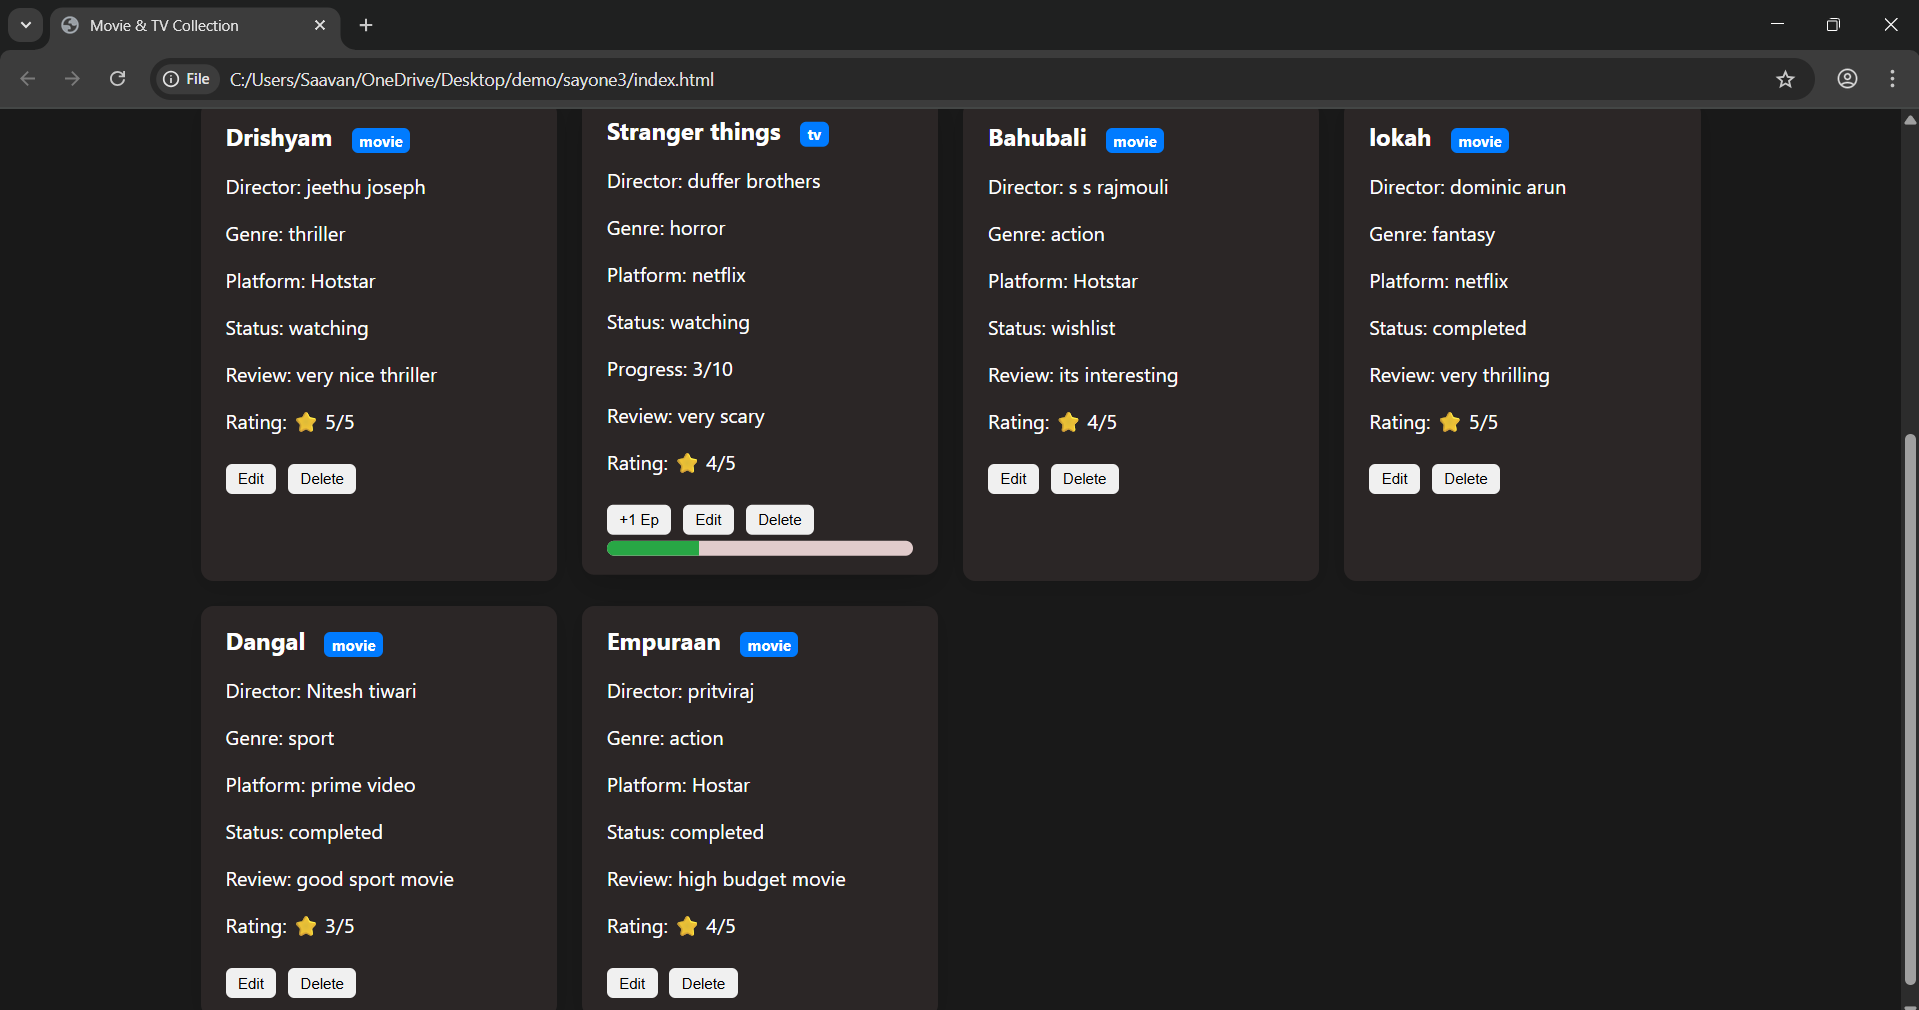 Movie & TV Collection
File
C:/Users/Saavan/OneDrive/Desktop/demo/sayone3/index.html
Drishyam movie
Director: jeethu joseph
Genre: thriller
Platform: Hotstar
Status: watching
Review: very nice thriller
Rating: ⭐ 5/5
Edit Delete
Stranger things tv
Director: duffer brothers
Genre: horror
Platform: netflix
Status: watching
Progress: 3/10
Review: very scary
Rating: ⭐ 4/5
+1 Ep Edit Delete
Bahubali movie
Director: s s rajmouli
Genre: action
Platform: Hotstar
Status: wishlist
Review: its interesting
Rating: ⭐ 4/5
Edit Delete
lokah movie
Director: dominic arun
Genre: fantasy
Platform: netflix
Status: completed
Review: very thrilling
Rating: ⭐ 5/5
Edit Delete
Dangal movie
Director: Nitesh tiwari
Genre: sport
Platform: prime video
Status: completed
Review: good sport movie
Rating: ⭐ 3/5
Edit Delete
Empuraan movie
Director: pritviraj
Genre: action
Platform: Hostar
Status: completed
Review: high budget movie
Rating: ⭐ 4/5
Edit Delete